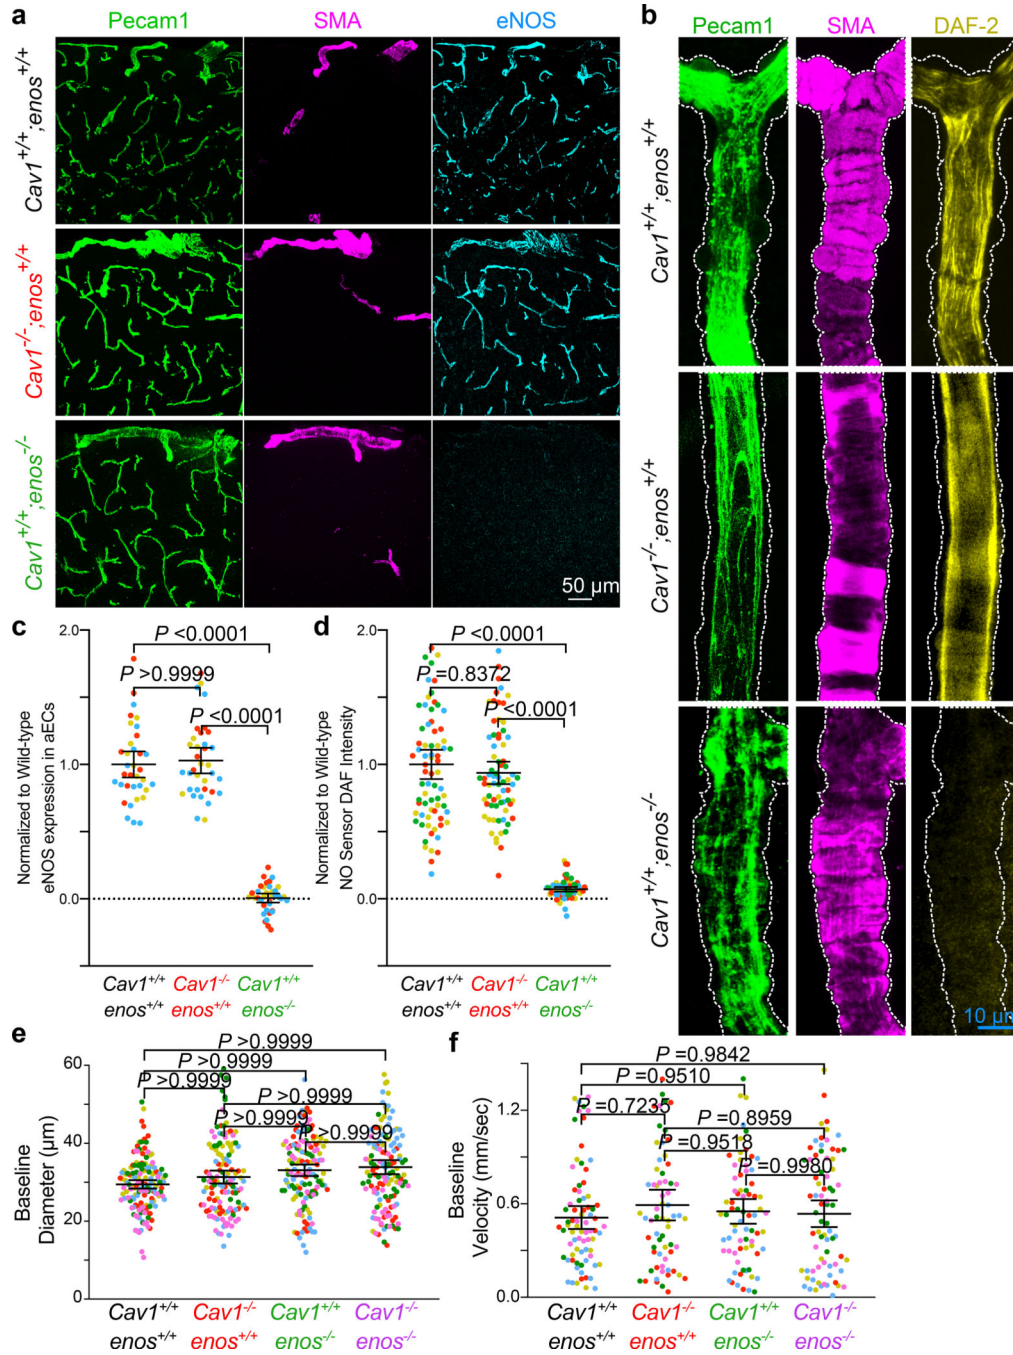 a
Pecam1 SMA eNOS
Cav1+/+;enos+/+
Cav1-/-;enos+/+
Cav1+/+;enos-/-
50 µm
b
Pecam1 SMA DAF-2
Cav1+/+;enos+/+
Cav1-/-;enos+/+
Cav1+/+;enos-/-
10 µm
c
Normalized to Wild-type
eNOS expression in aECs
2.0
1.0
0.0
P <0.0001
P >0.9999
P <0.0001
Cav1+/+ Cav1-/- Cav1+/+
enos+/+ enos+/+ enos-/-
d
Normalized to Wild-type
NO Sensor DAF Intensity
2.0
1.0
0.0
P <0.0001
P =0.8372
P <0.0001
Cav1+/+ Cav1-/- Cav1+/+
enos+/+ enos+/+ enos-/-
e
Baseline
Diameter (µm)
60
40
20
0
P >0.9999
P >0.9999
P >0.9999
P >0.9999
P >0.9999
P >0.9999
Cav1+/+ Cav1-/- Cav1+/+ Cav1-/-
enos+/+ enos+/+ enos-/- enos-/-
f
Baseline
Velocity (mm/sec)
1.2
0.6
0.0
P =0.9842
P =0.9510
P =0.7235
P =0.8959
P =0.9518
P =0.9980
Cav1+/+ Cav1-/- Cav1+/+ Cav1-/-
enos+/+ enos+/+ enos-/- enos-/-